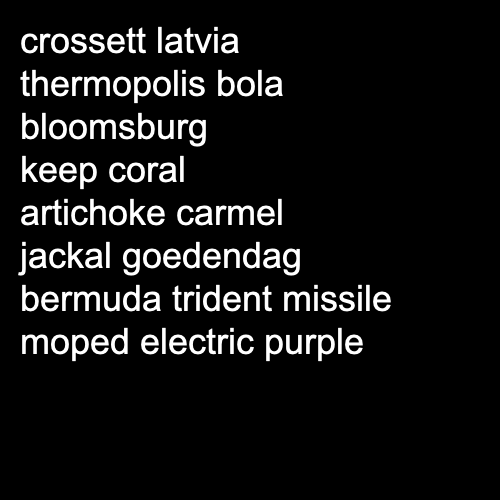 crossett latvia
thermopolis bola
bloomsburg
keep coral
artichoke carmel
jackal goedendag
bermuda trident missile
moped electric purple